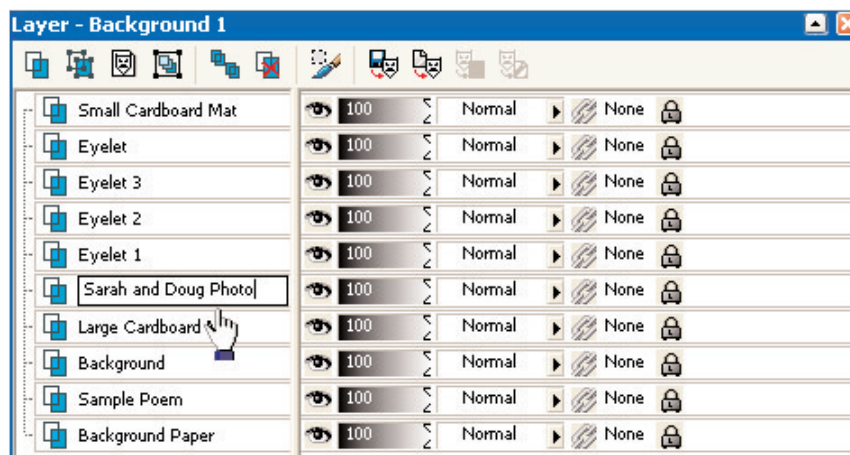 Layer - Background 1
Small Cardboard Mat 100 Normal None
Eyelet 100 Normal None
Eyelet 3 100 Normal None
Eyelet 2 100 Normal None
Eyelet 1 100 Normal None
Sarah and Doug Photo 100 Normal None
Large Cardboard 100 Normal None
Background 100 Normal None
Sample Poem 100 Normal None
Background Paper 100 Normal None